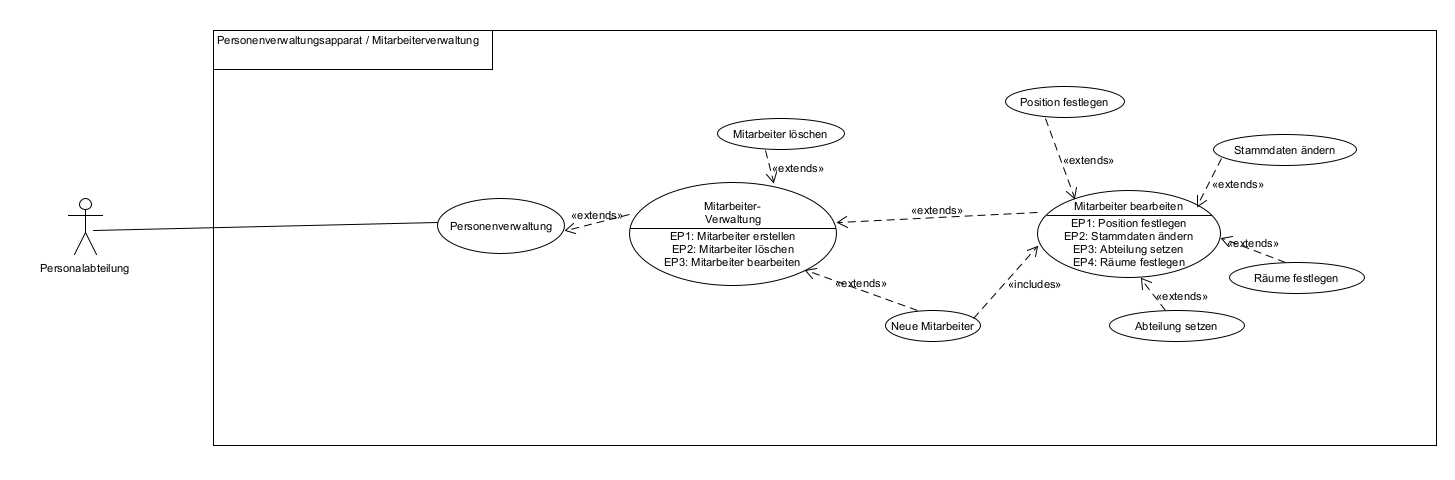 Personenverwaltungsapparat / Mitarbeiterverwaltung
Position festlegen
Mitarbeiter löschen
Stammdaten ändern
«extends»
«extends»
«extends»
Mitarbeiter-
Verwaltung
EP1: Mitarbeiter erstellen
EP2: Mitarbeiter löschen
EP3: Mitarbeiter bearbeiten
Mitarbeiter bearbeiten
EP1: Position festlegen
EP2: Stammdaten ändern
EP3: Abteilung setzen
EP4: Räume festlegen
«extends»
«extends»
Personenverwaltung
«extends»
Personalabteilung
Räume festlegen
«extends»
«includes»
«extends»
Neue Mitarbeiter
Abteilung setzen